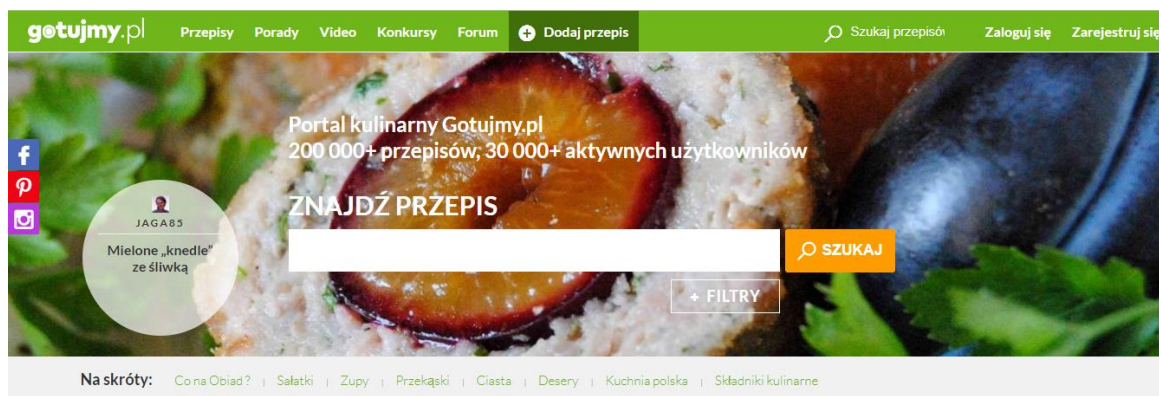 gotujmy.pl Przepisy Porady Video Konkursy Forum Dodaj przepis Szukaj przepisów Zaloguj się Zarejestruj się
Portal kulinarny Gotujmy.pl
200 000+ przepisów, 30 000+ aktywnych użytkowników
ZNAJDŹ PRZEPIS
JAGA85
Mielone „knedle”
ze śliwką
SZUKAJ
+ FILTRY
Na skróty: Co na Obiad? | Sałatki | Zupy | Przekąski | Ciasta | Desery | Kuchnia polska | Składniki kulinarne